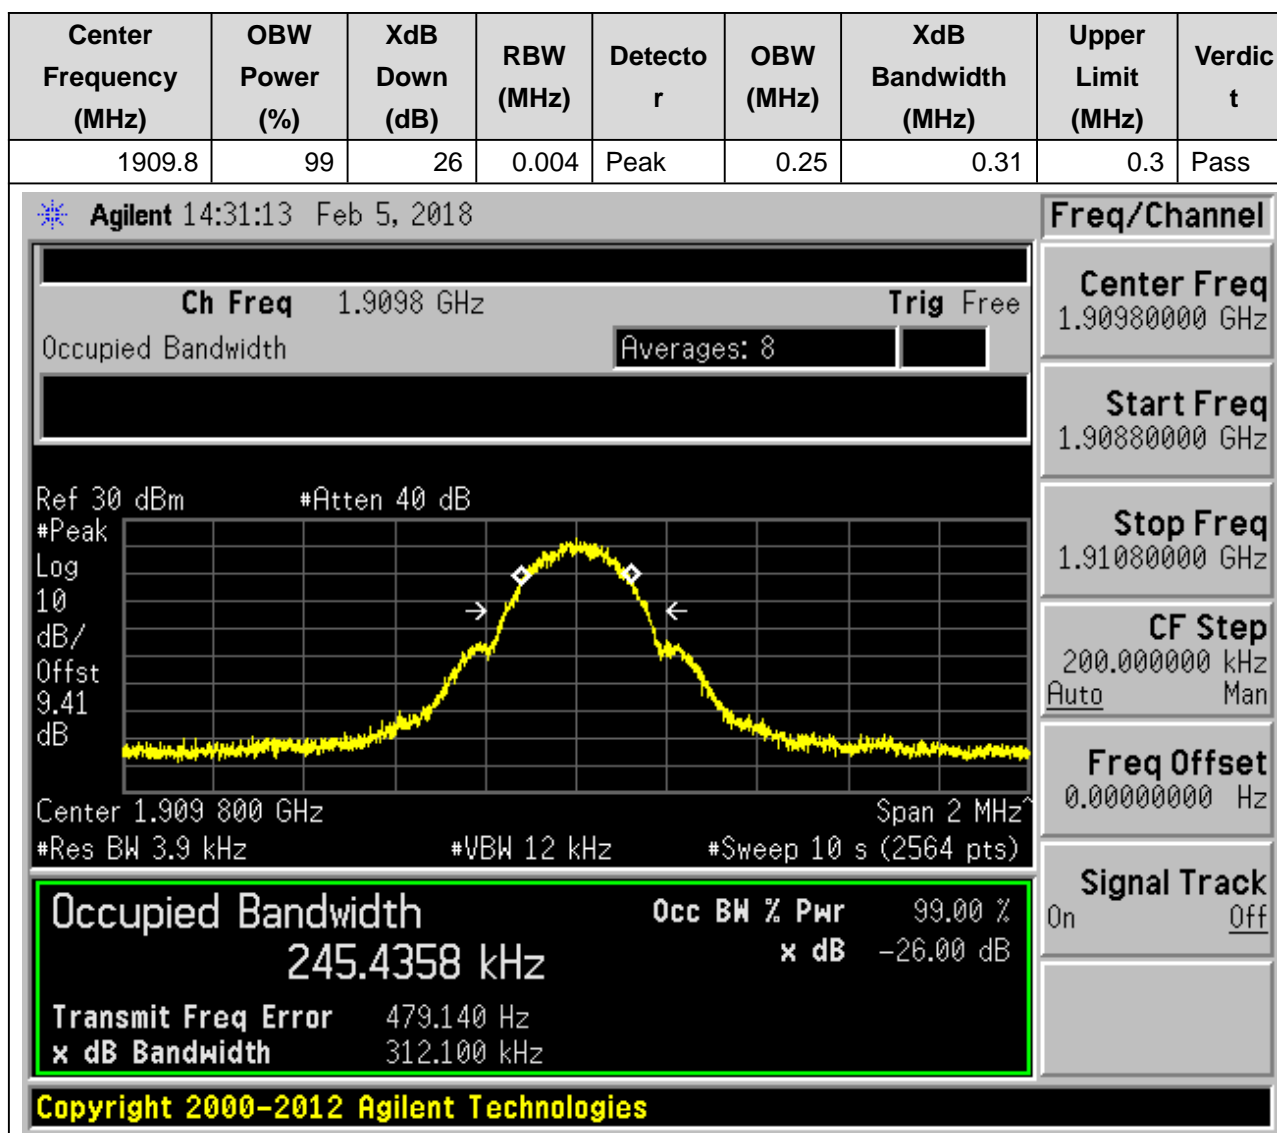 Center Frequency (MHz) OBW Power (%) XdB Down (dB) RBW (MHz) Detector OBW (MHz) XdB Bandwidth (MHz) Upper Limit (MHz) Verdict
1909.8 99 26 0.004 Peak 0.25 0.31 0.3 Pass
Agilent 14:31:13 Feb 5, 2018
Freq/Channel
Ch Freq 1.9098 GHz Trig Free
Occupied Bandwidth Averages: 8
Center Freq
1.90980000 GHz
Start Freq
1.90880000 GHz
Stop Freq
1.91080000 GHz
CF Step
200.000000 kHz
Auto Man
Freq Offset
0.00000000 Hz
Signal Track
On Off
Ref 30 dBm #Atten 40 dB
#Peak
Log
10
dB/
Offst
9.41
dB
Center 1.909 800 GHz Span 2 MHz^
#Res BW 3.9 kHz #VBW 12 kHz #Sweep 10 s (2564 pts)
Occupied Bandwidth Occ BW % Pwr 99.00 %
245.4358 kHz x dB -26.00 dB
Transmit Freq Error 479.140 Hz
x dB Bandwidth 312.100 kHz
Copyright 2000-2012 Agilent Technologies